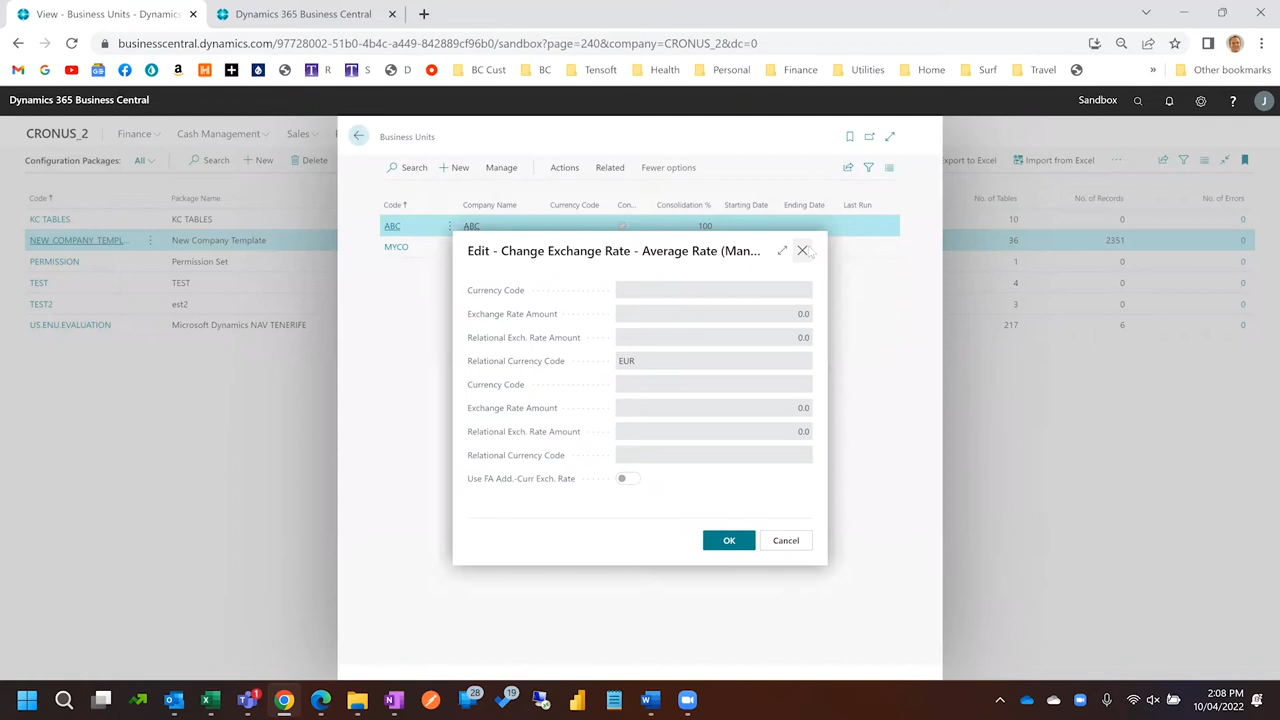 View - Business Units - Dynamics
Dynamics 365 Business Central
businesscentral.dynamics.com/97728002-51b0-4b4c-a449-842889cf96b0/sandbox?page=240&company=CRONUS_2&dc=0
R S D BC Cust BC Tensoft Health Personal Finance Utilities Home Surf Travel » Other bookmarks
Dynamics 365 Business Central Sandbox ? J
CRONUS_2 Finance Cash Management Sales
Configuration Packages: All Search + New Delete
Code ↑ Package Name
KC TABLES KC TABLES
NEW_COMPANY_TEMPL... New Company Template
PERMISSION Permission Set
TEST TEST
TEST2 est2
US.ENU.EVALUATION Microsoft Dynamics NAV TENERIFE
Business Units
Search + New Manage Actions Related Fewer options
Code ↑ Company Name Currency Code Con... Consolidation % Starting Date Ending Date Last Run
ABC ABC 100
MYCO
Edit - Change Exchange Rate - Average Rate (Man...
Currency Code
Exchange Rate Amount 0.0
Relational Exch. Rate Amount 0.0
Relational Currency Code EUR
Currency Code
Exchange Rate Amount 0.0
Relational Exch. Rate Amount 0.0
Relational Currency Code
Use FA Add.-Curr Exch. Rate
OK Cancel
xport to Excel Import from Excel ...
No. of Tables No. of Records No. of Errors
10 0 0
36 2351 0
1 0 0
4 0 0
3 0 0
217 6 0
1 28 19
2:08 PM
10/04/2022